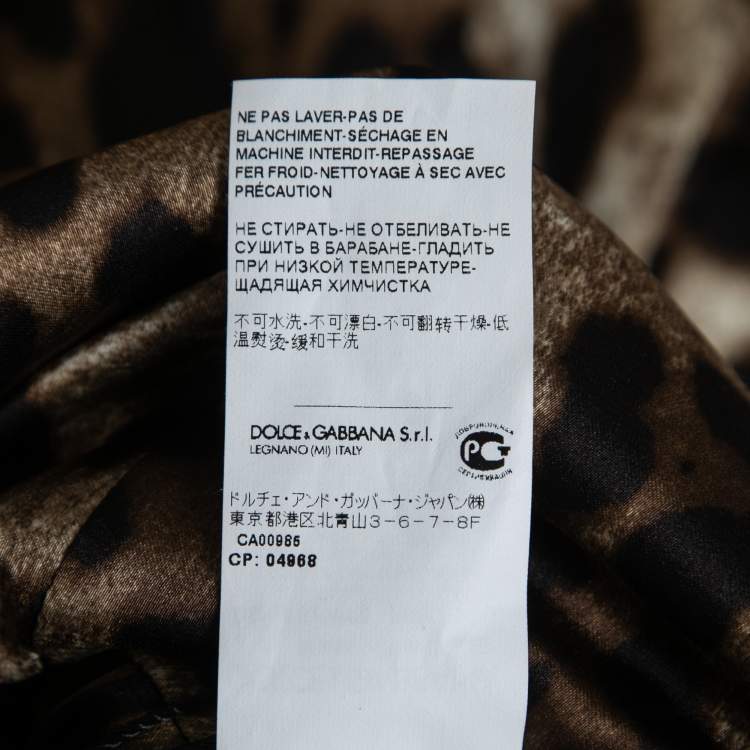 NE PAS LAVER-PAS DE
BLANCHIMENT-SÉCHAGE EN
MACHINE INTERDIT-REPASSAGE
FER FROID-NETTOYAGE À SEC AVEC
PRÉCAUTION
НЕ СТИРАТЬ-НЕ ОТБЕЛИВАТЬ-НЕ
СУШИТЬ В БАРАБАНЕ-ГЛАДИТЬ
ПРИ НИЗКОЙ ТЕМПЕРАТУРЕ-
ЩАДЯЩАЯ ХИМЧИСТКА
不可水洗-不可漂白-不可翻转干燥-低
温熨烫-缓和干洗
DOLCE & GABBANA S.r.l.
LEGNANO (MI) ITALY
ДОБРОВОЛЬНАЯ
РСТ
СЕРТИФИКАЦИЯ
ドルチェ・アンド・ガッバーナ・ジャパン(株)
東京都港区北青山3-6-7-8F
CA00985
CP: 04968